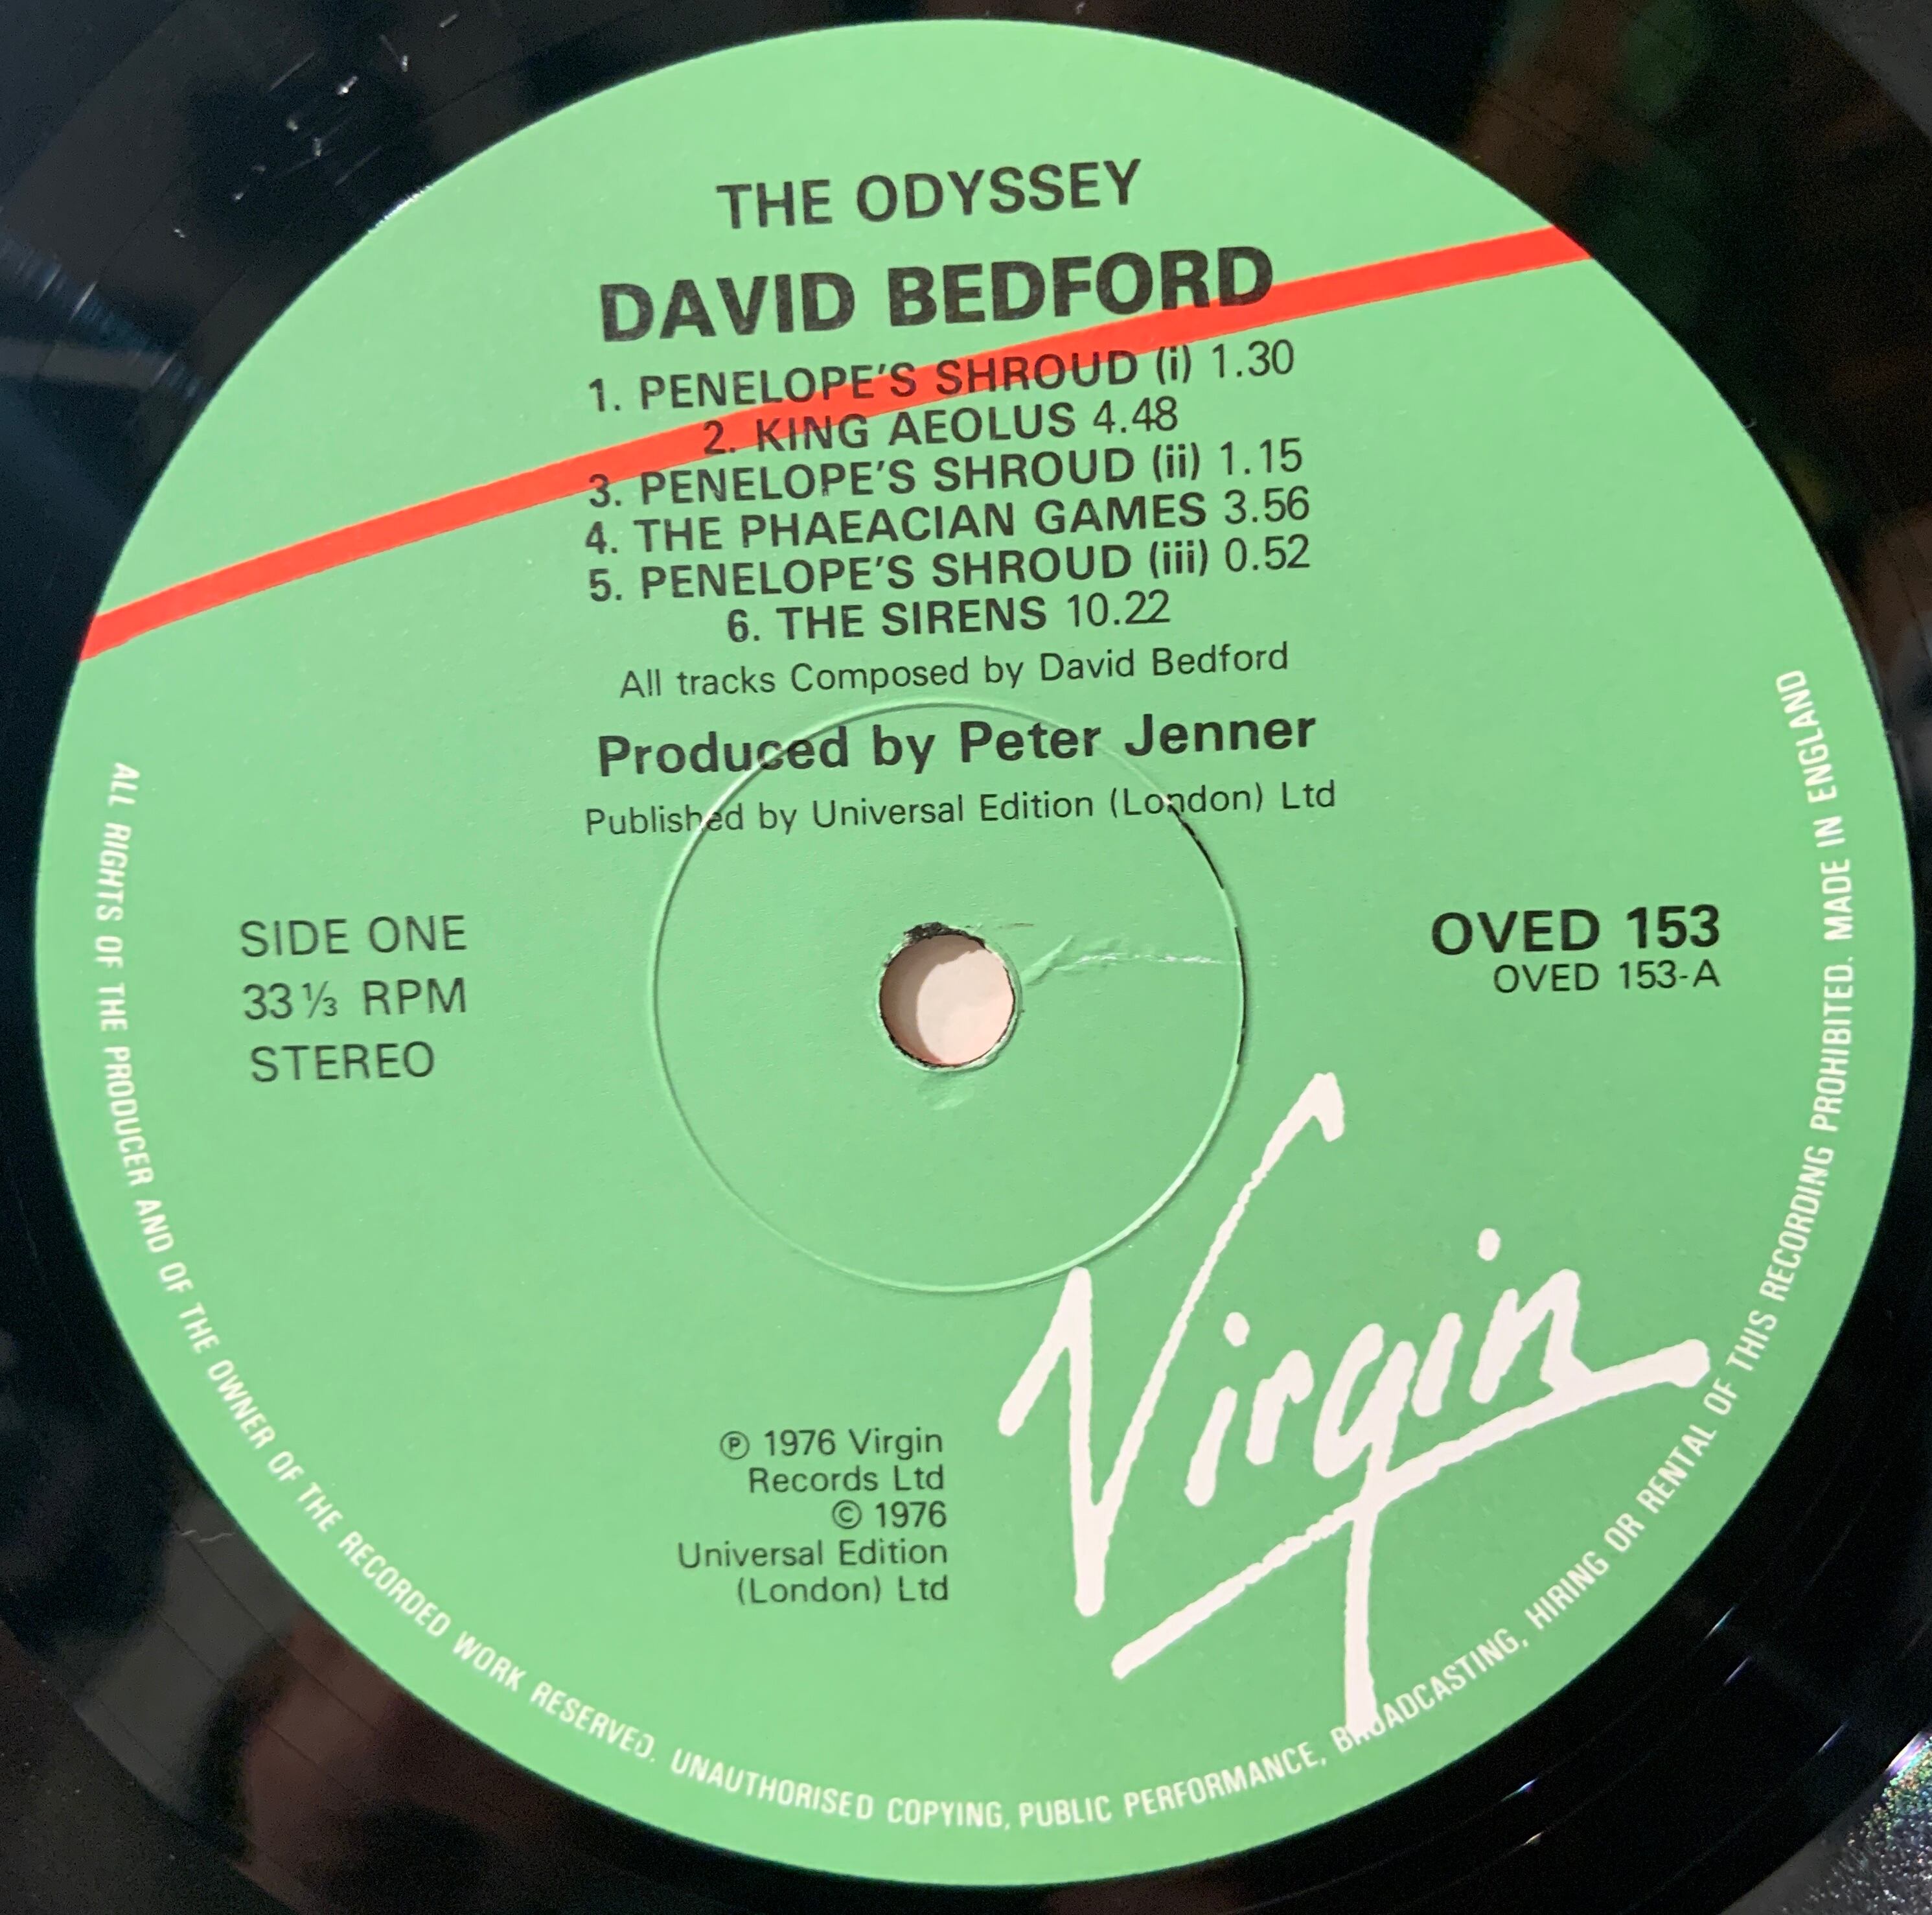 THE ODYSSEY
DAVID BEDFORD
1. PENELOPE'S SHROUD (i) 1.30
2. KING AEOLUS 4.48
3. PENELOPE'S SHROUD (ii) 1.15
4. THE PHAEACIAN GAMES 3.56
5. PENELOPE'S SHROUD (iii) 0.52
6. THE SIRENS 10.22
All tracks Composed by David Bedford
Produced by Peter Jenner
Published by Universal Edition (London) Ltd
SIDE ONE
33⅓ RPM
STEREO
OVED 153
OVED 153-A
Virgin
℗ 1976 Virgin
Records Ltd
© 1976
Universal Edition
(London) Ltd
ALL RIGHTS OF THE PRODUCER AND OF THE OWNER OF THE RECORDED WORK RESERVED. UNAUTHORISED COPYING, PUBLIC PERFORMANCE, BROADCASTING, HIRING OR RENTAL OF THIS RECORDING PROHIBITED. MADE IN ENGLAND